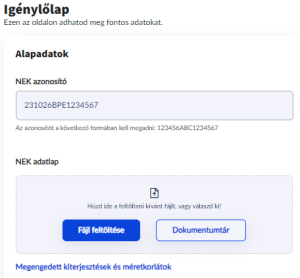 Igénylőlap
Ezen az oldalon adhatod meg fontos adatokat.
Alapadatok
NEK azonosító
231026BPE1234567
Az azonosítót a következő formában kell megadni: 123456ABC1234567
NEK adatlap
Húzd ide a feltölteni kívánt fájlt, vagy válaszd ki!
Fájl feltöltése
Dokumentumtár
Megengedett kiterjesztések és méretkorlátok